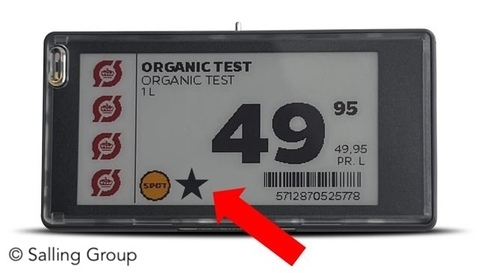 ORGANIC TEST
ORGANIC TEST
1 L
49 95
49,95
PR. L
SPOT
5712870525778
© Salling Group